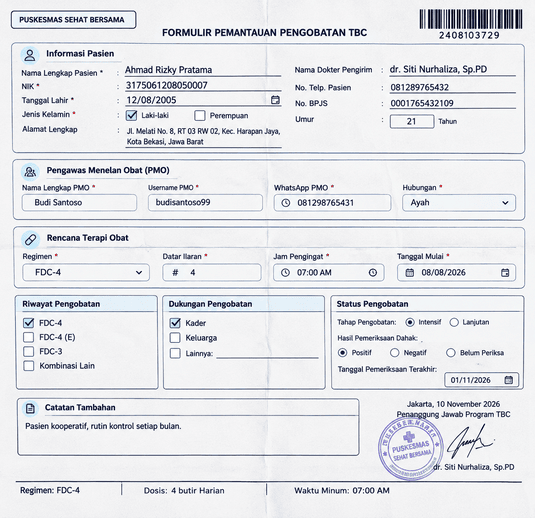 PUSKESMAS SEHAT BERSAMA
2408103729
FORMULIR PEMANTAUAN PENGOBATAN TBC
Informasi Pasien
Nama Lengkap Pasien * : Ahmad Rizky Pratama
NIK * : 3175061208050007
Tanggal Lahir * : 12/08/2005
Jenis Kelamin * : Laki-laki Perempuan
Alamat Lengkap : Jl. Melati No. 8, RT 03 RW 02, Kec. Harapan Jaya,
Kota Bekasi, Jawa Barat
Nama Dokter Pengirim : dr. Siti Nurhaliza, Sp.PD
No. Telp. Pasien : 081289765432
No. BPJS : 0001765432109
Umur : 21 Tahun
Pengawas Menelan Obat (PMO)
Nama Lengkap PMO * Username PMO * WhatsApp PMO * Hubungan *
Budi Santoso budisantoso99 081298765431 Ayah
Rencana Terapi Obat
Regimen * Datar Ilaran * Jam Pengingat * Tanggal Mulai *
FDC-4 # 4 07:00 AM 08/08/2026
Riwayat Pengobatan
FDC-4
FDC-4 (E)
FDC-3
Kombinasi Lain
Dukungan Pengobatan
Kader
Keluarga
Lainnya:
Status Pengobatan
Tahap Pengobatan: Intensif Lanjutan
Hasil Pemeriksaan Dahak:
Positif Negatif Belum Periksa
Tanggal Pemeriksaan Terakhir:
01/11/2026
Catatan Tambahan
Pasien kooperatif, rutin kontrol setiap bulan.
Jakarta, 10 November 2026
Penanggung Jawab Program TBC
PUSKESMAS
SEHAT BERSAMA
dr. Siti Nurhaliza, Sp.PD
Regimen: FDC-4 Dosis: 4 butir Harian Waktu Minum: 07:00 AM